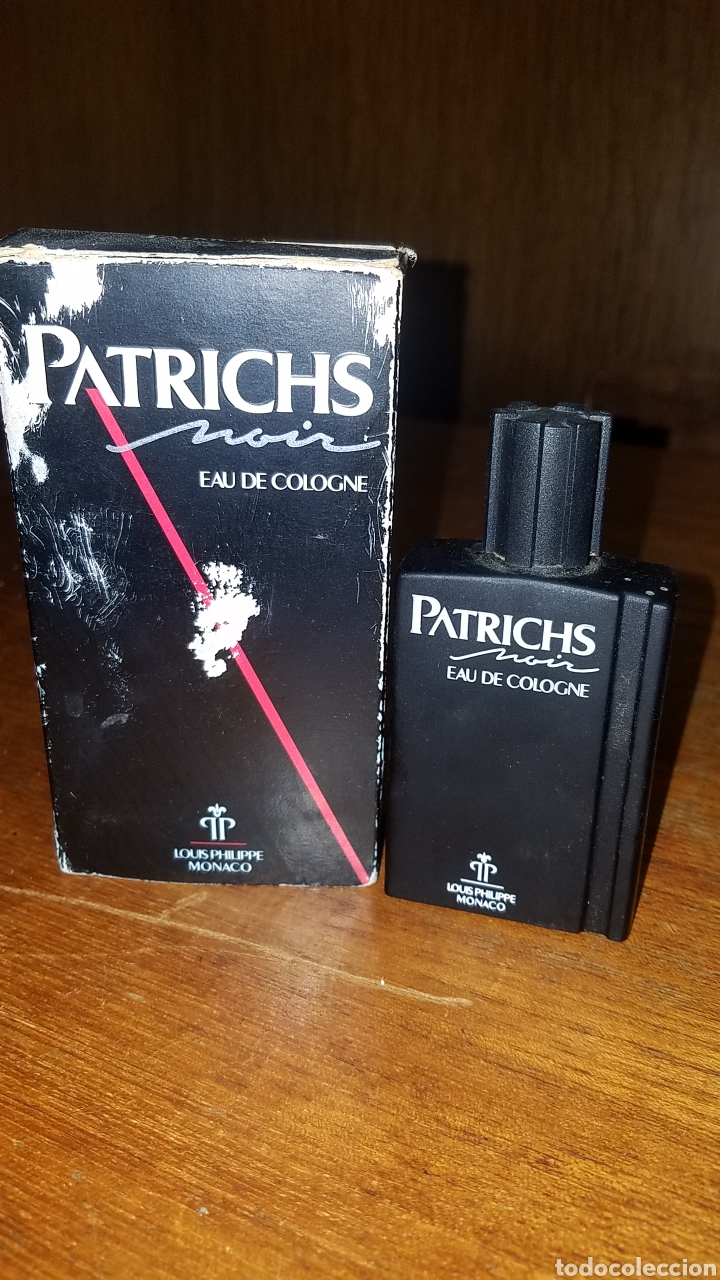 PATRICHS
noir
EAU DE COLOGNE
LOUIS PHILIPPE
MONACO
PATRICHS
noir
EAU DE COLOGNE
LOUIS PHILIPPE
MONACO
todocoleccion